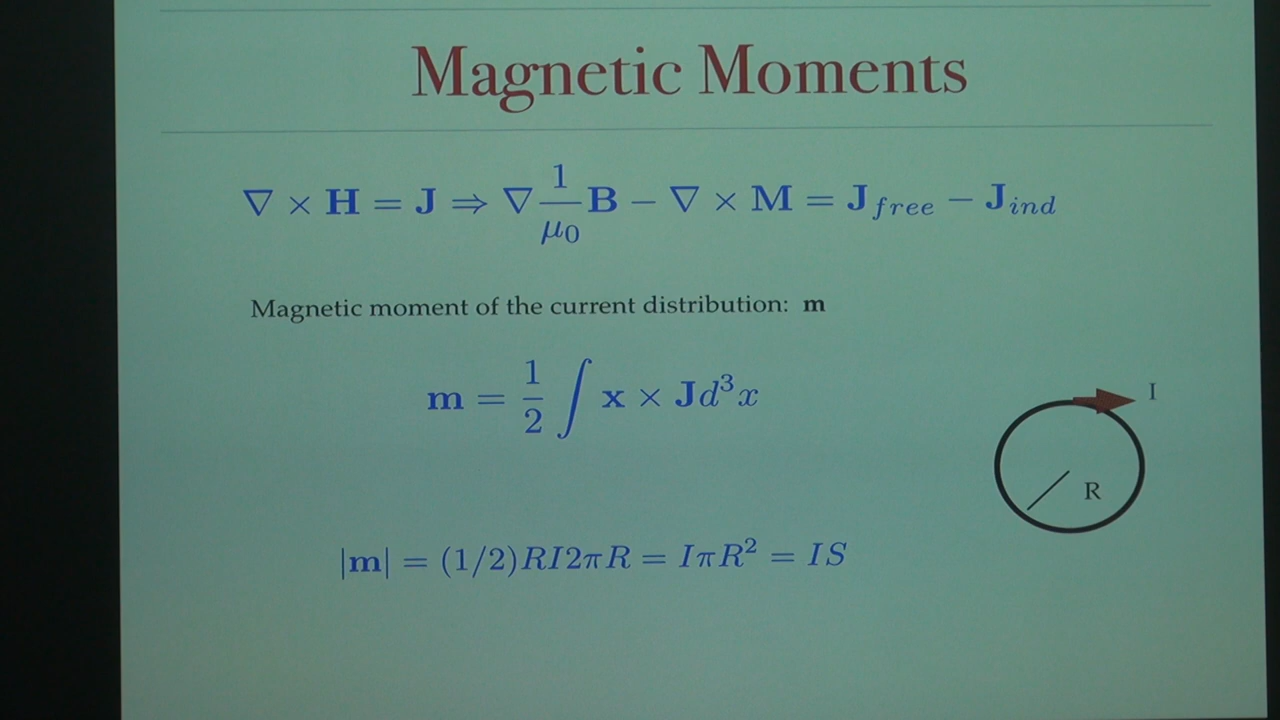 Magnetic Moments
∇ × H = J ⇒ ∇ 1/μ₀ B − ∇ × M = J_free − J_ind
Magnetic moment of the current distribution: m
m = 1/2 ∫ x × Jd³x
I
R
|m| = (1/2)RI2πR = IπR² = IS